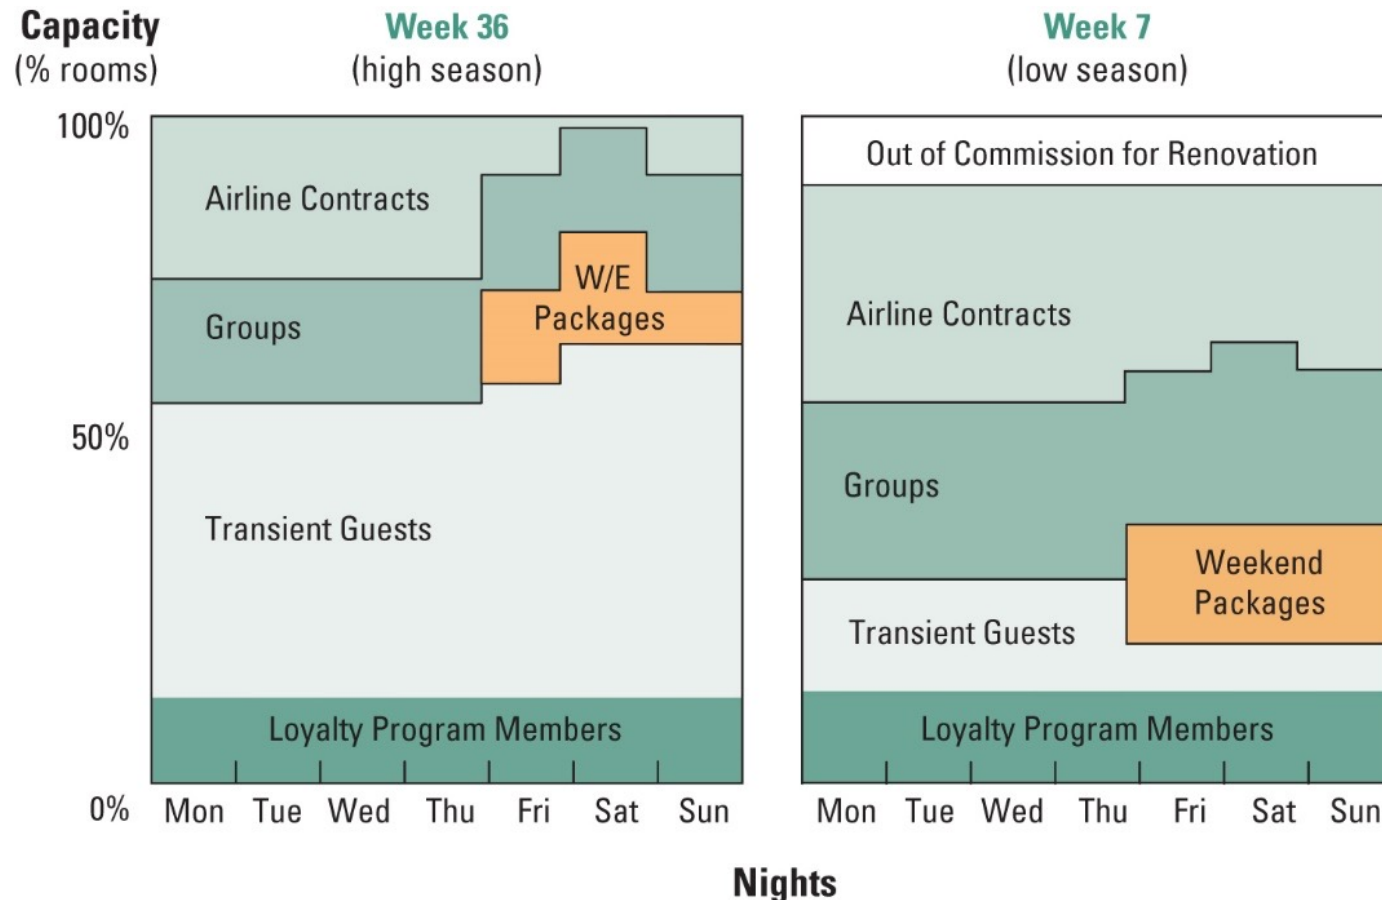 Capacity
(% rooms)
Week 36
(high season)
Week 7
(low season)
100%
50%
0%
Airline Contracts
Groups
W/E
Packages
Transient Guests
Loyalty Program Members
Mon Tue Wed Thu Fri Sat Sun
Out of Commission for Renovation
Airline Contracts
Groups
Weekend
Packages
Transient Guests
Loyalty Program Members
Mon Tue Wed Thu Fri Sat Sun
Nights